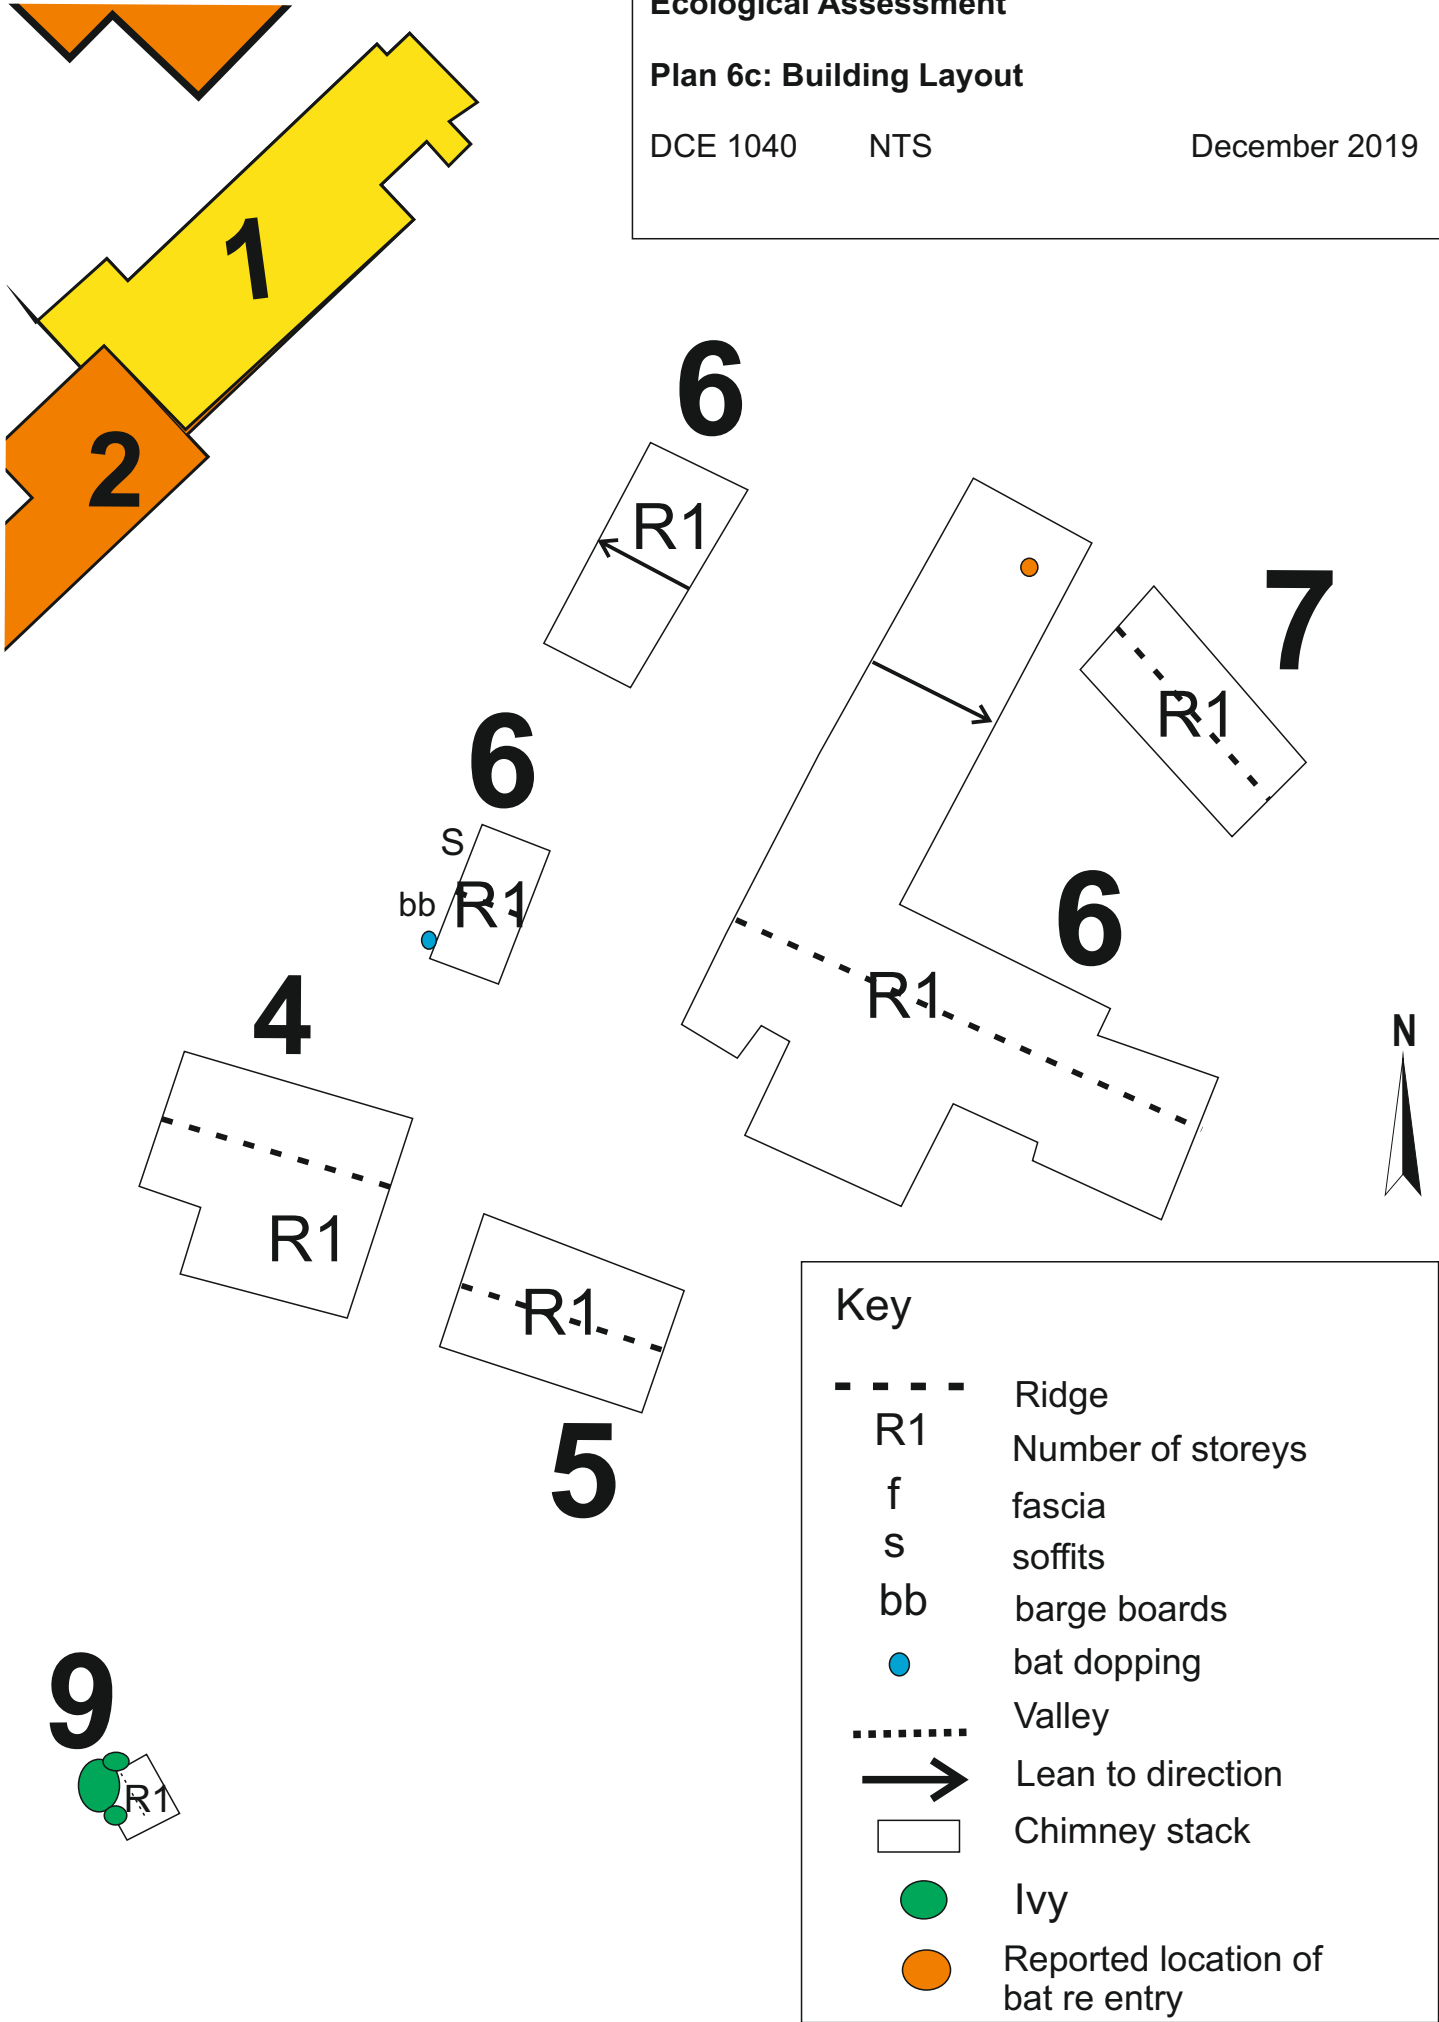 Ecological Assessment
Plan 6c: Building Layout
DCE 1040 NTS December 2019
1
2
6
R1
7
R1
6
S
bb
R1
6
R1
4
R1
N
R1
5
Key
Ridge
R1 Number of storeys
f fascia
s soffits
bb barge boards
bat dopping
Valley
Lean to direction
Chimney stack
Ivy
Reported location of
bat re entry
9
R1